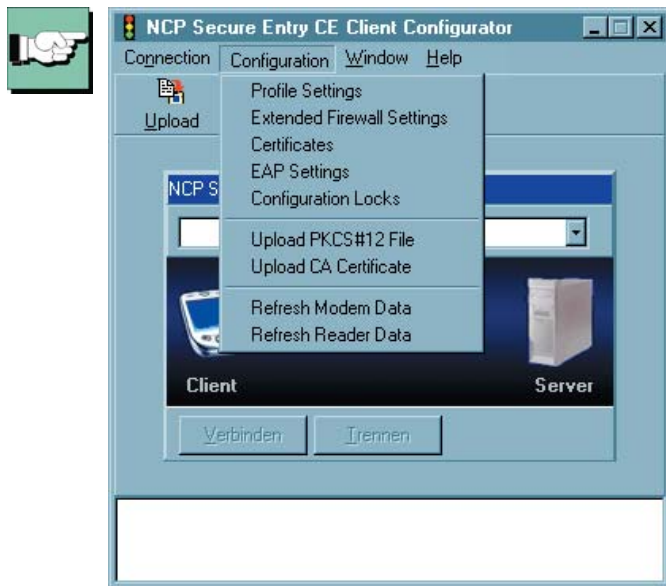 NCP Secure Entry CE Client Configurator
Connection Configuration Window Help
Upload
Profile Settings
Extended Firewall Settings
Certificates
EAP Settings
Configuration Locks
Upload PKCS#12 File
Upload CA Certificate
Refresh Modem Data
Refresh Reader Data
NCP S
Client
Server
Verbinden
Trennen